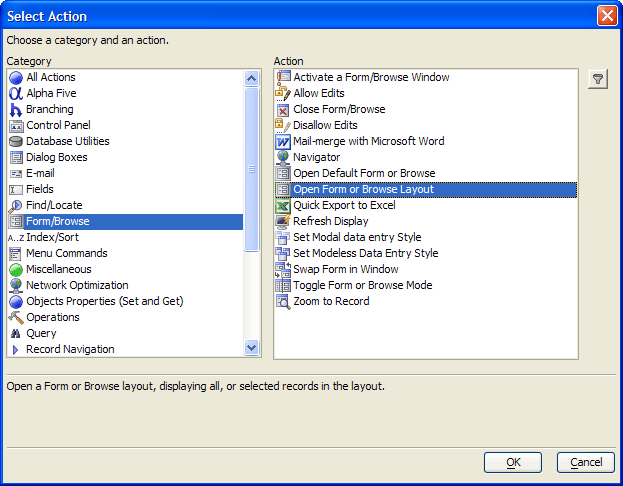 Select Action
Choose a category and an action.
Category
All Actions
Alpha Five
Branching
Control Panel
Database Utilities
Dialog Boxes
E-mail
Fields
Find/Locate
Form/Browse
A..Z Index/Sort
Menu Commands
Miscellaneous
Network Optimization
Objects Properties (Set and Get)
Operations
Query
Record Navigation
Action
Activate a Form/Browse Window
Allow Edits
Close Form/Browse
Disallow Edits
Mail-merge with Microsoft Word
Navigator
Open Default Form or Browse
Open Form or Browse Layout
Quick Export to Excel
Refresh Display
Set Modal data entry Style
Set Modeless Data Entry Style
Swap Form in Window
Toggle Form or Browse Mode
Zoom to Record
Open a Form or Browse layout, displaying all, or selected records in the layout.
OK
Cancel